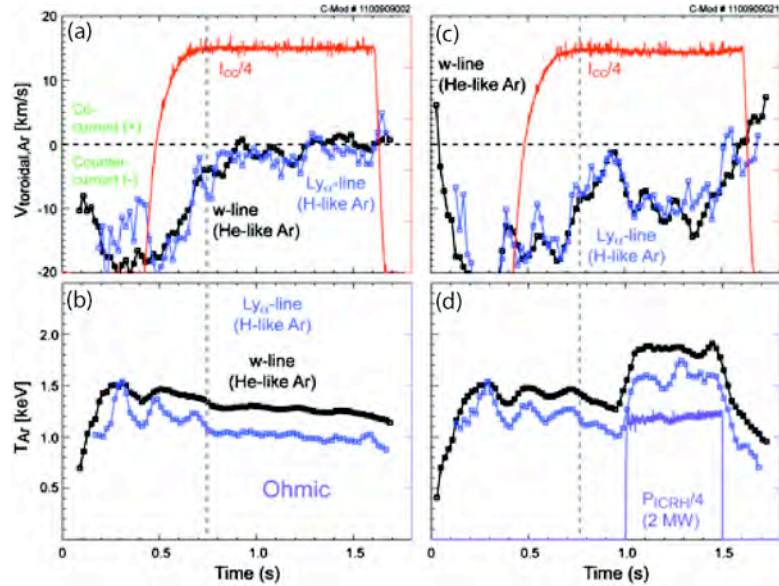 C-Mod # 1100909002
C-Mod # 1100909021
(a)
(c)
I_CC/4
I_CC/4
w-line
(He-like Ar)
Co-
current (+)
Counter-
current (-)
Lyα-line
(H-like Ar)
w-line
(He-like Ar)
Lyα-line
(H-like Ar)
V_toroidal,Ar [km/s]
20
10
0
-10
-20
(b)
(d)
Lyα-line
(H-like Ar)
w-line
(He-like Ar)
Ohmic
P_ICRH/4
(2 MW)
T_Ar [keV]
2.0
1.5
1.0
0.5
0 0.5 1.0 1.5
0 0.5 1.0 1.5
Time (s)
Time (s)